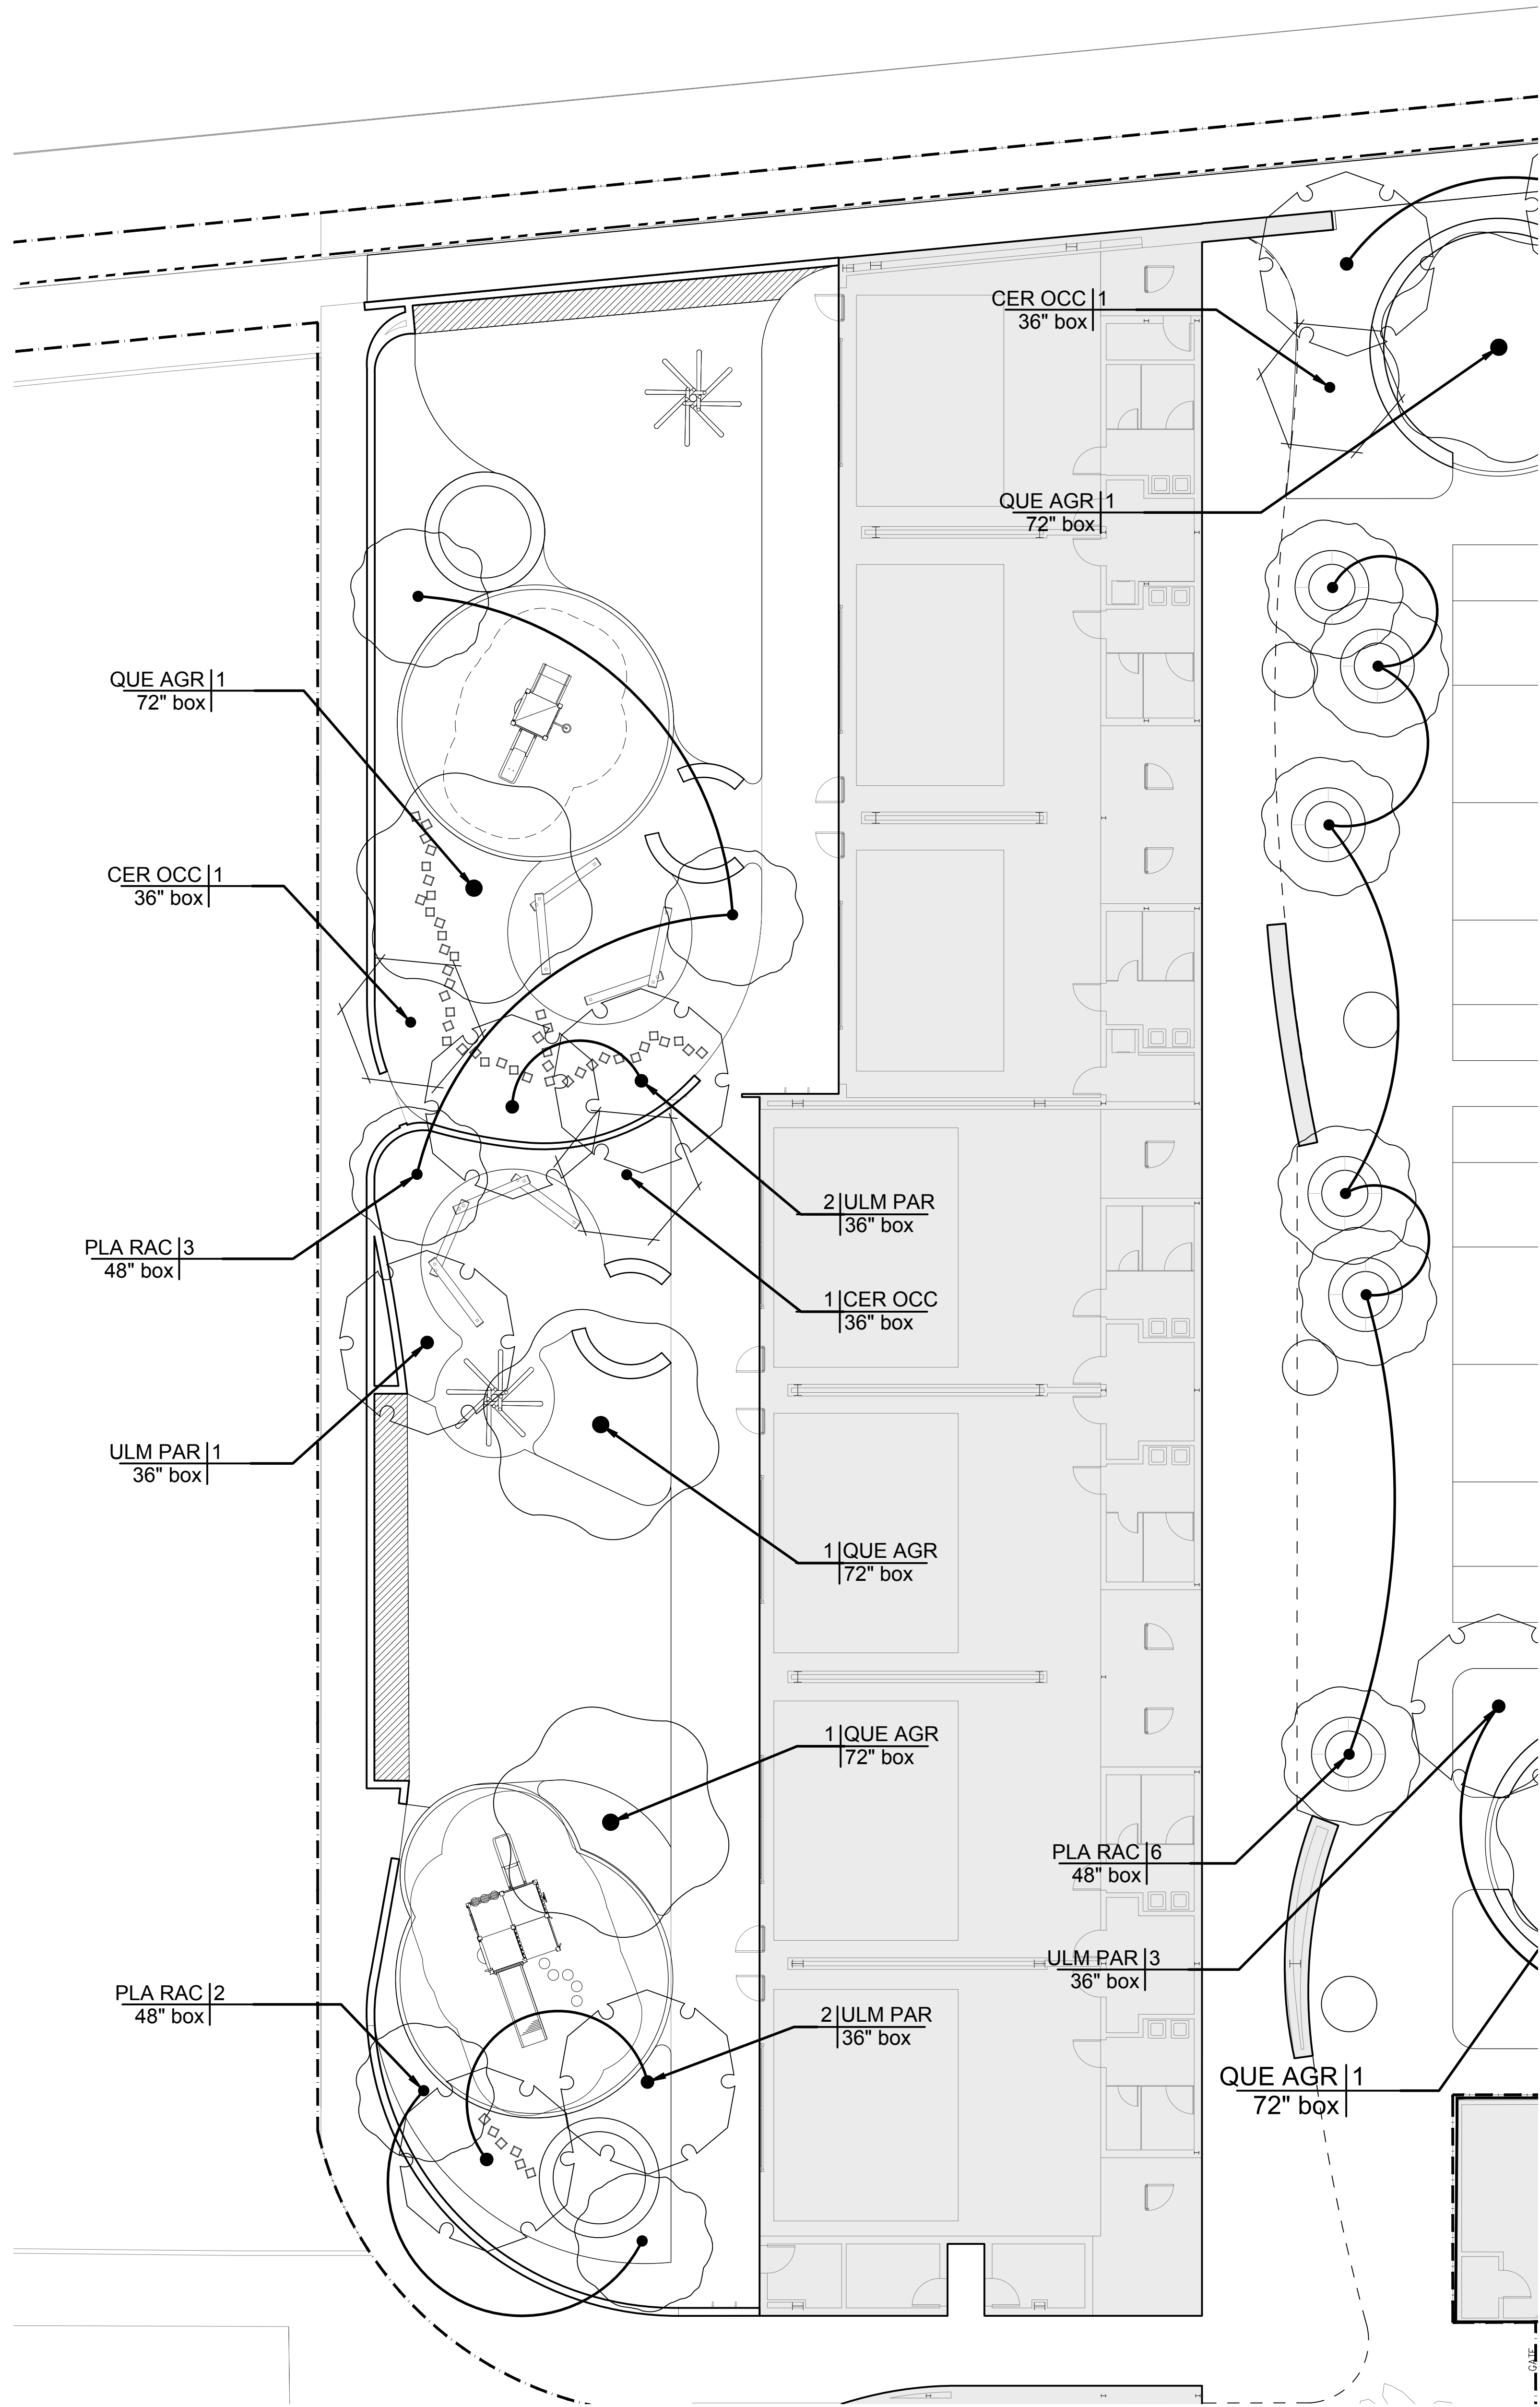 CER OCC 1
36" box
QUE AGR 1
72" box
QUE AGR 1
72" box
CER OCC 1
36" box
2 ULM PAR
36" box
PLA RAC 3
48" box
1 CER OCC
36" box
ULM PAR 1
36" box
1 QUE AGR
72" box
1 QUE AGR
72" box
PLA RAC 6
48" box
ULM PAR 3
36" box
PLA RAC 2
48" box
2 ULM PAR
36" box
QUE AGR 1
72" box
GATE